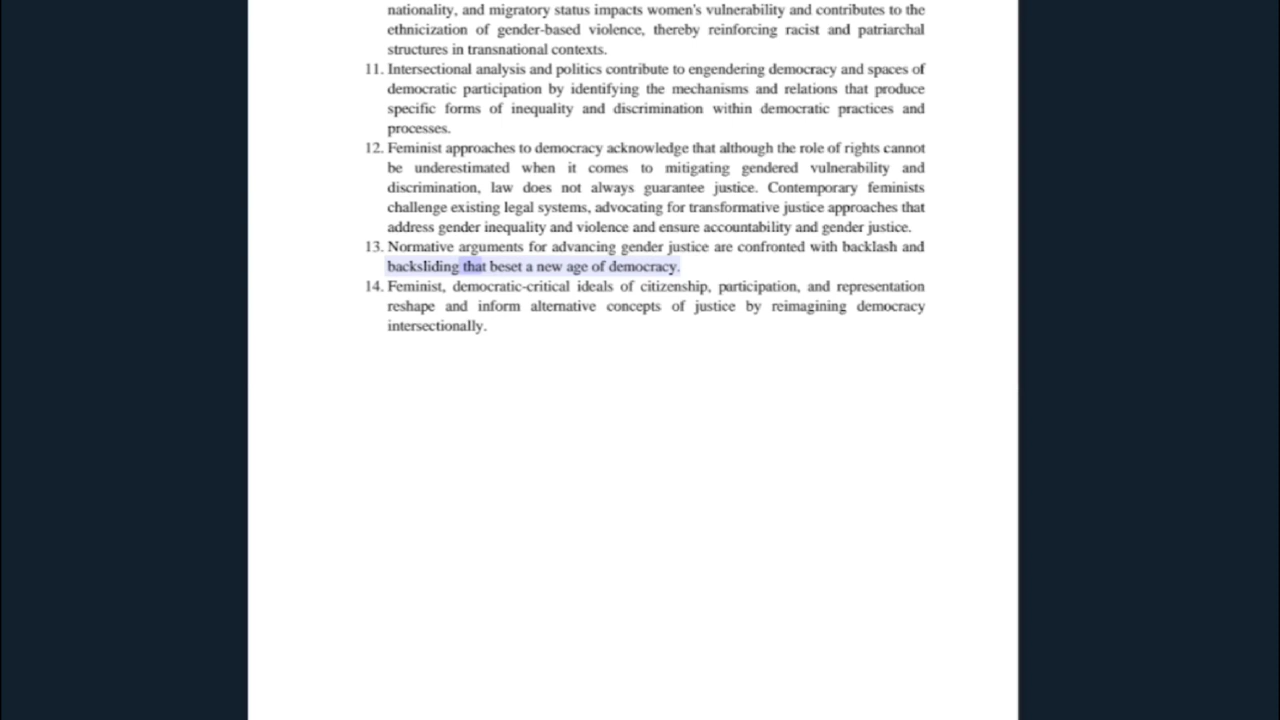 nationality, and migratory status impacts women's vulnerability and contributes to the
ethnicization of gender-based violence, thereby reinforcing racist and patriarchal
structures in transnational contexts.
11. Intersectional analysis and politics contribute to engendering democracy and spaces of
democratic participation by identifying the mechanisms and relations that produce
specific forms of inequality and discrimination within democratic practices and
processes.
12. Feminist approaches to democracy acknowledge that although the role of rights cannot
be underestimated when it comes to mitigating gendered vulnerability and
discrimination, law does not always guarantee justice. Contemporary feminists
challenge existing legal systems, advocating for transformative justice approaches that
address gender inequality and violence and ensure accountability and gender justice.
13. Normative arguments for advancing gender justice are confronted with backlash and
backsliding that beset a new age of democracy.
14. Feminist, democratic-critical ideals of citizenship, participation, and representation
reshape and inform alternative concepts of justice by reimagining democracy
intersectionally.